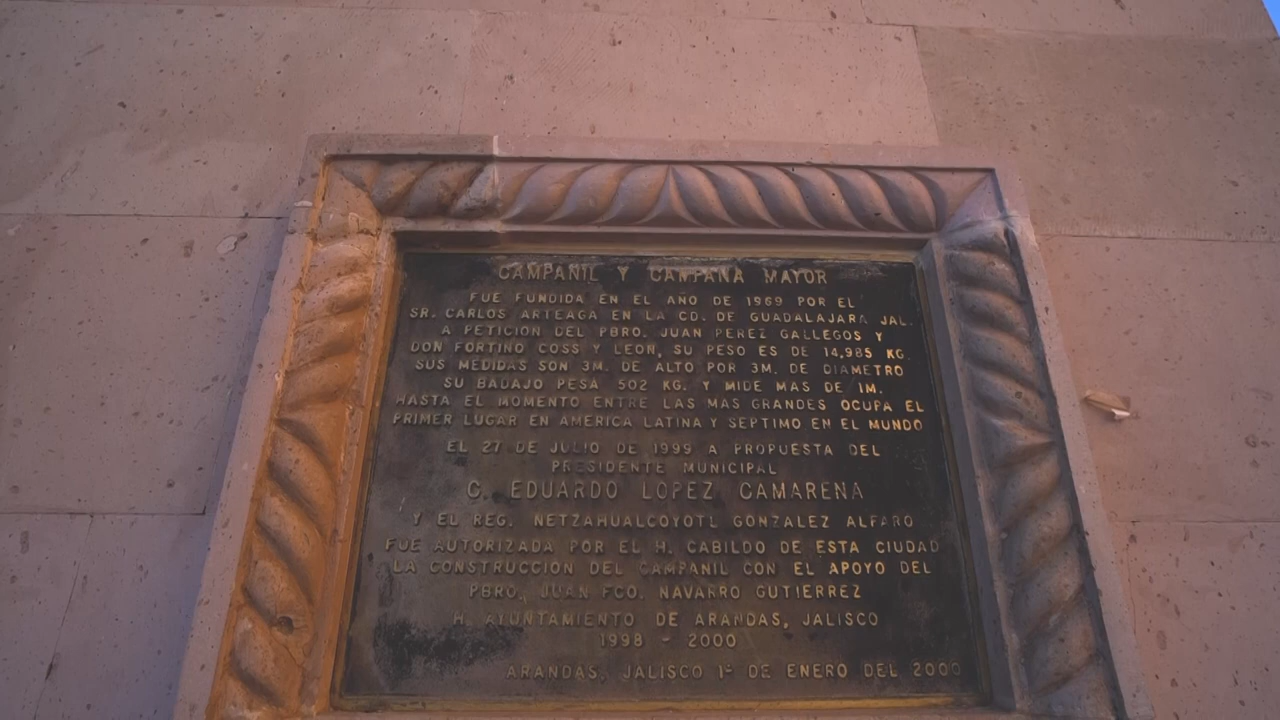 CAMPANIL Y CAMPANA MAYOR
FUE FUNDIDA EN EL AÑO DE 1969 POR EL
SR. CARLOS ARTEAGA EN LA CD. DE GUADALAJARA JAL.
A PETICION DEL PBRO. JUAN PEREZ GALLEGOS Y
DON FORTINO COSS Y LEON, SU PESO ES DE 14,985 KG.
SUS MEDIDAS SON 3M. DE ALTO POR 3M. DE DIAMETRO
SU BADAJO PESA 502 KG. Y MIDE MAS DE 1M.
HASTA EL MOMENTO ENTRE LAS MAS GRANDES OCUPA EL
PRIMER LUGAR EN AMERICA LATINA Y SEPTIMO EN EL MUNDO
EL 27 DE JULIO DE 1999 A PROPUESTA DEL
PRESIDENTE MUNICIPAL
C. EDUARDO LOPEZ CAMARENA
Y EL REG. NETZAHUALCOYOTL GONZALEZ ALFARO
FUE AUTORIZADA POR EL H. CABILDO DE ESTA CIUDAD
LA CONSTRUCCION DEL CAMPANIL CON EL APOYO DEL
PBRO. JUAN FCO. NAVARRO GUTIERREZ
H. AYUNTAMIENTO DE ARANDAS, JALISCO
1998 - 2000
ARANDAS, JALISCO 1º DE ENERO DEL 2000